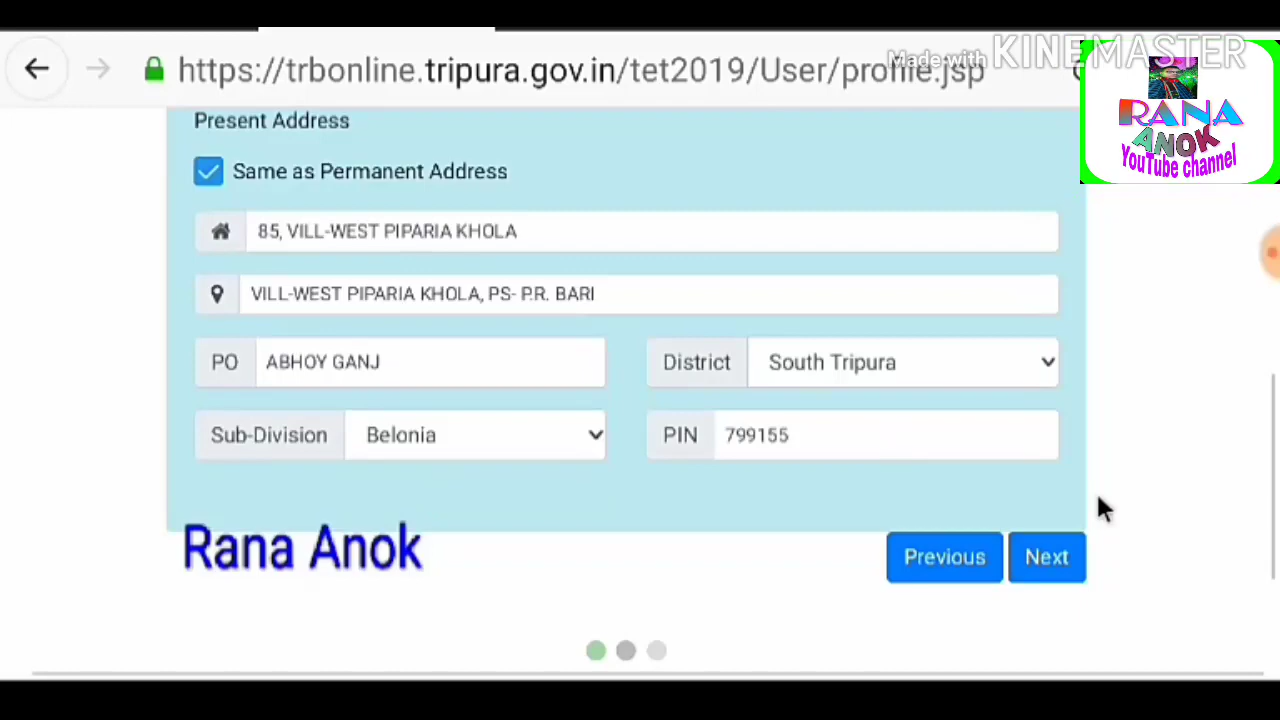 Made with KINEMASTER
https://trbonline.tripura.gov.in/tet2019/User/profile.jsp
RANA
ANOK
YouTube channel
Present Address
Same as Permanent Address
85, VILL-WEST PIPARIA KHOLA
VILL-WEST PIPARIA KHOLA, PS- P.R. BARI
PO ABHOY GANJ District South Tripura
Sub-Division Belonia PIN 799155
Rana Anok
Previous Next